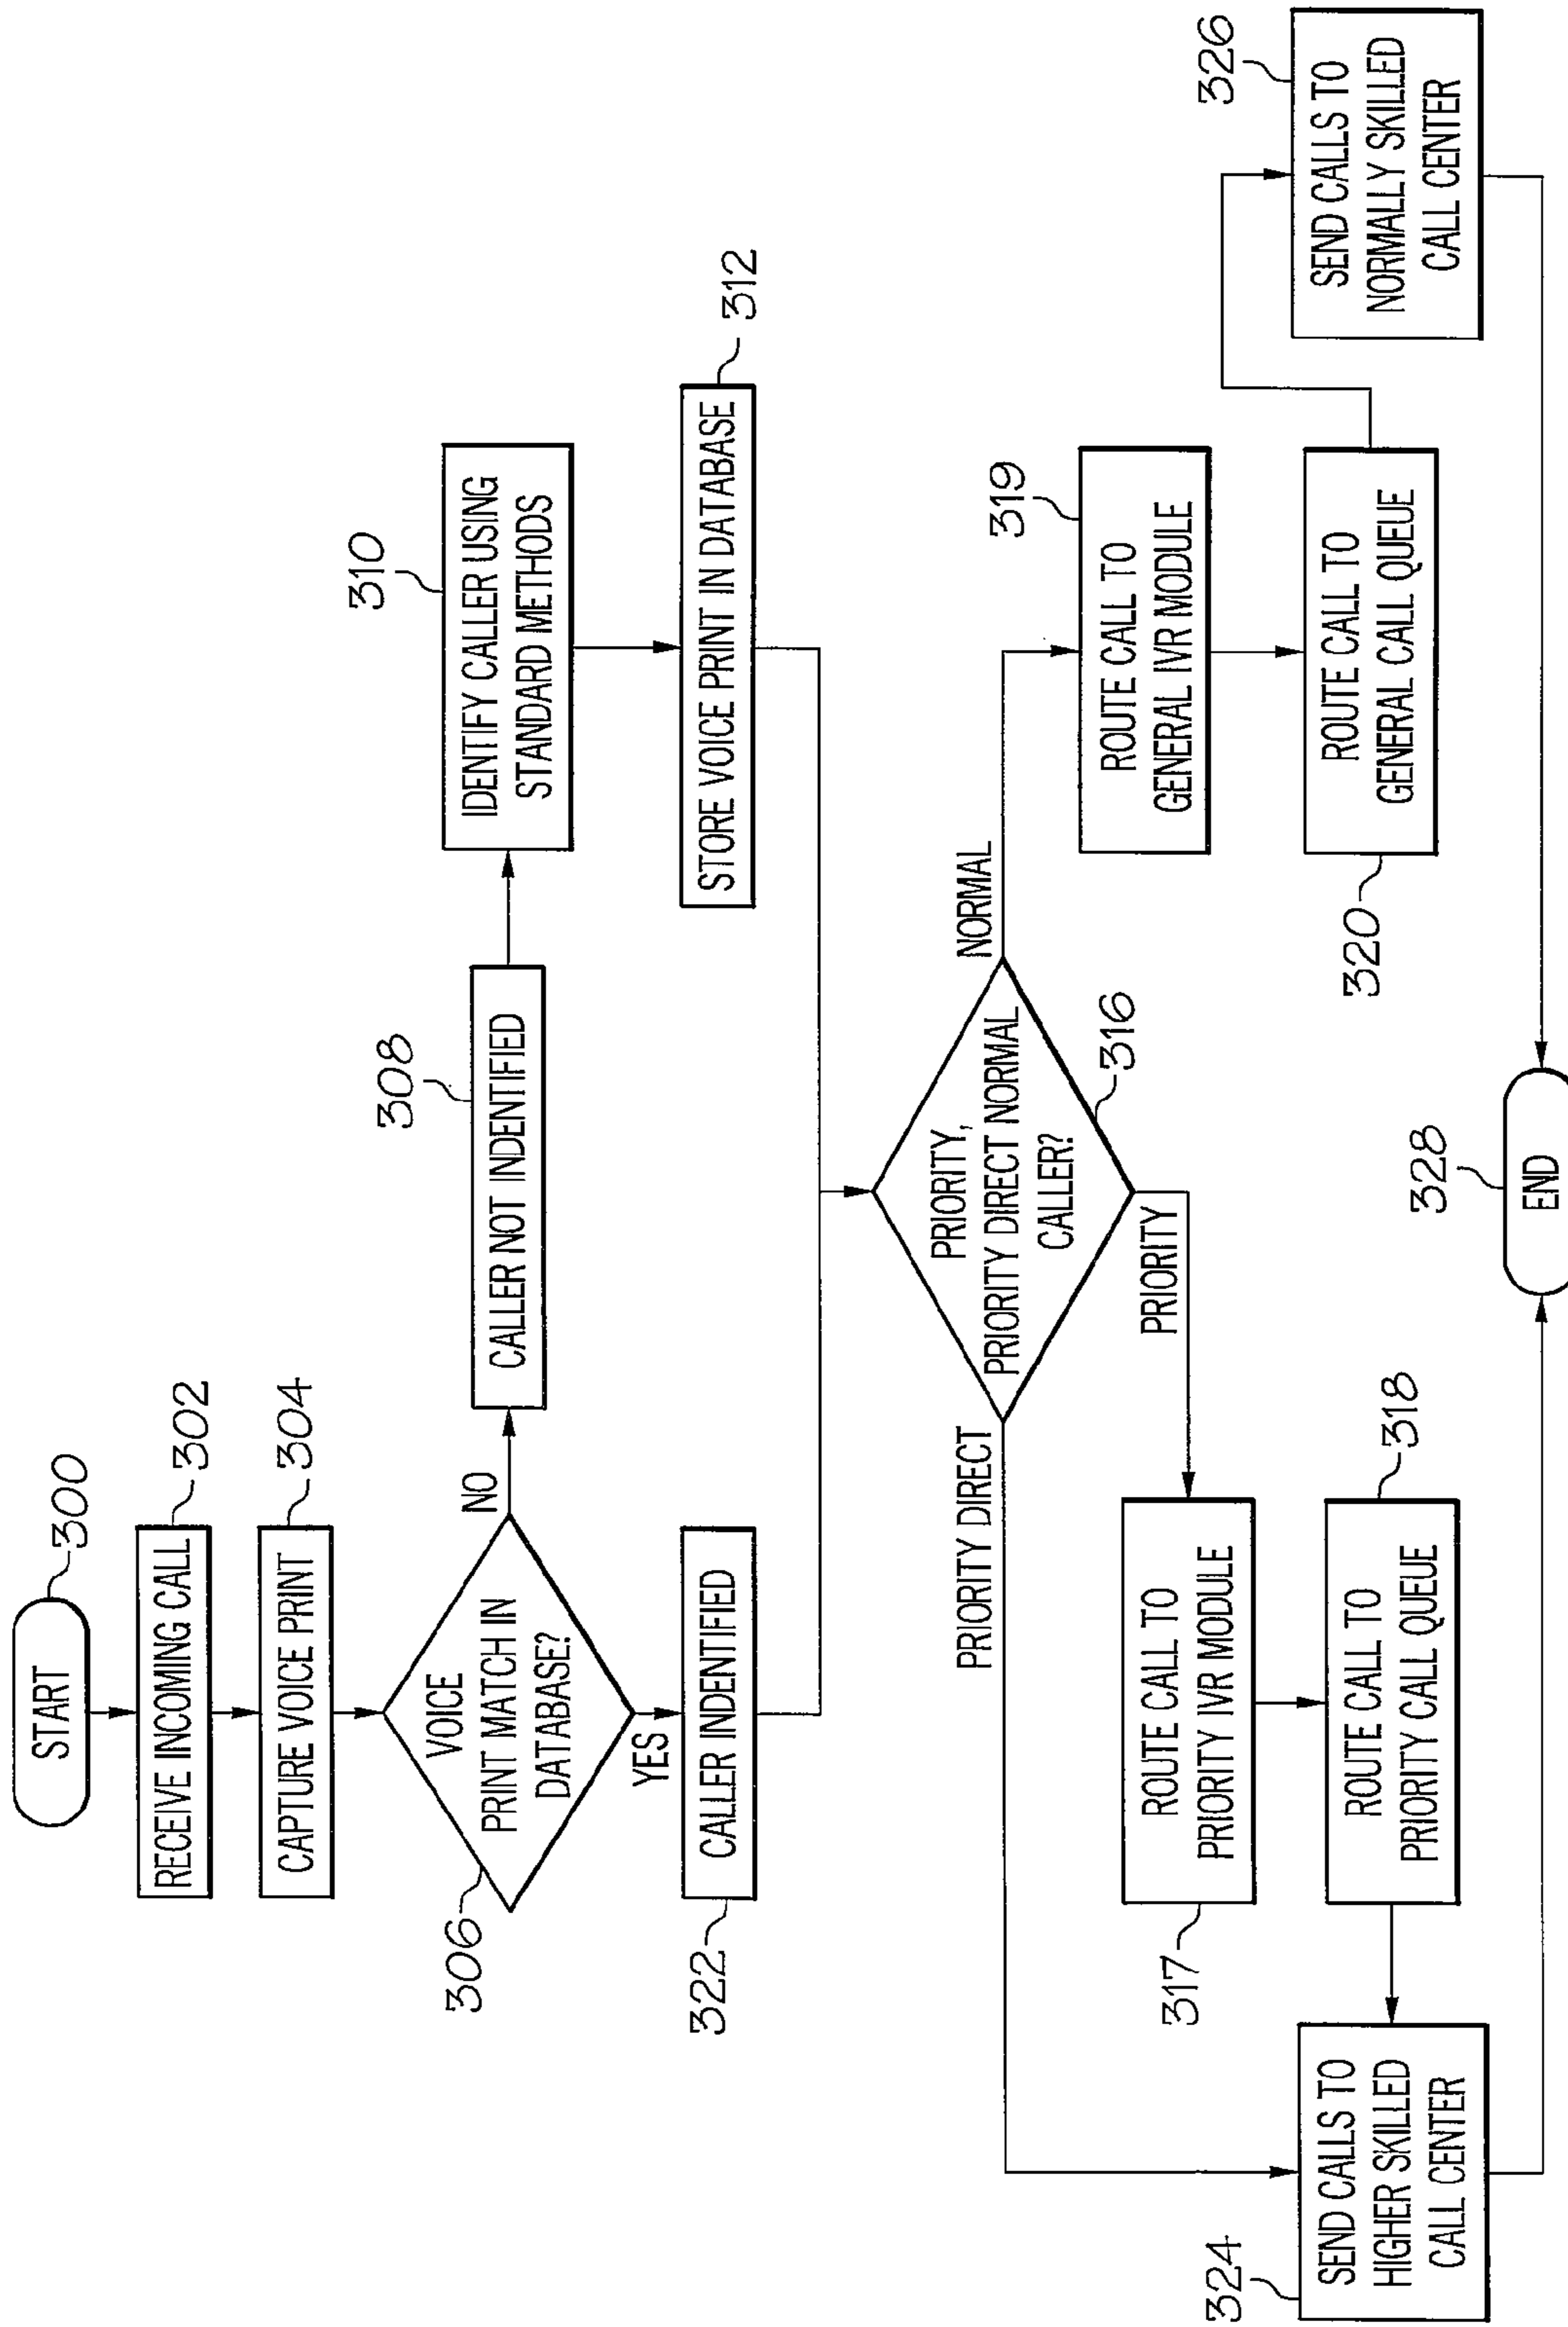 START
300
RECEIVE INCOMING CALL
302
CAPTURE VOICE PRINT
304
VOICE
PRINT MATCH IN
DATABASE?
306
NO
YES
CALLER NOT INDENTIFIED
308
IDENTIFY CALLER USING
STANDARD METHODS
310
STORE VOICE PRINT IN DATABASE
312
CALLER INDENTIFIED
322
PRIORITY,
PRIORITY DIRECT NORMAL
CALLER?
316
PRIORITY DIRECT
PRIORITY
NORMAL
ROUTE CALL TO
PRIORITY IVR MODULE
317
ROUTE CALL TO
PRIORITY CALL QUEUE
318
ROUTE CALL TO
GENERAL IVR MODULE
319
ROUTE CALL TO
GENERAL CALL QUEUE
320
SEND CALLS TO
HIGHER SKILLED
CALL CENTER
324
SEND CALLS TO
NORMALLY SKILLED
CALL CENTER
326
END
328